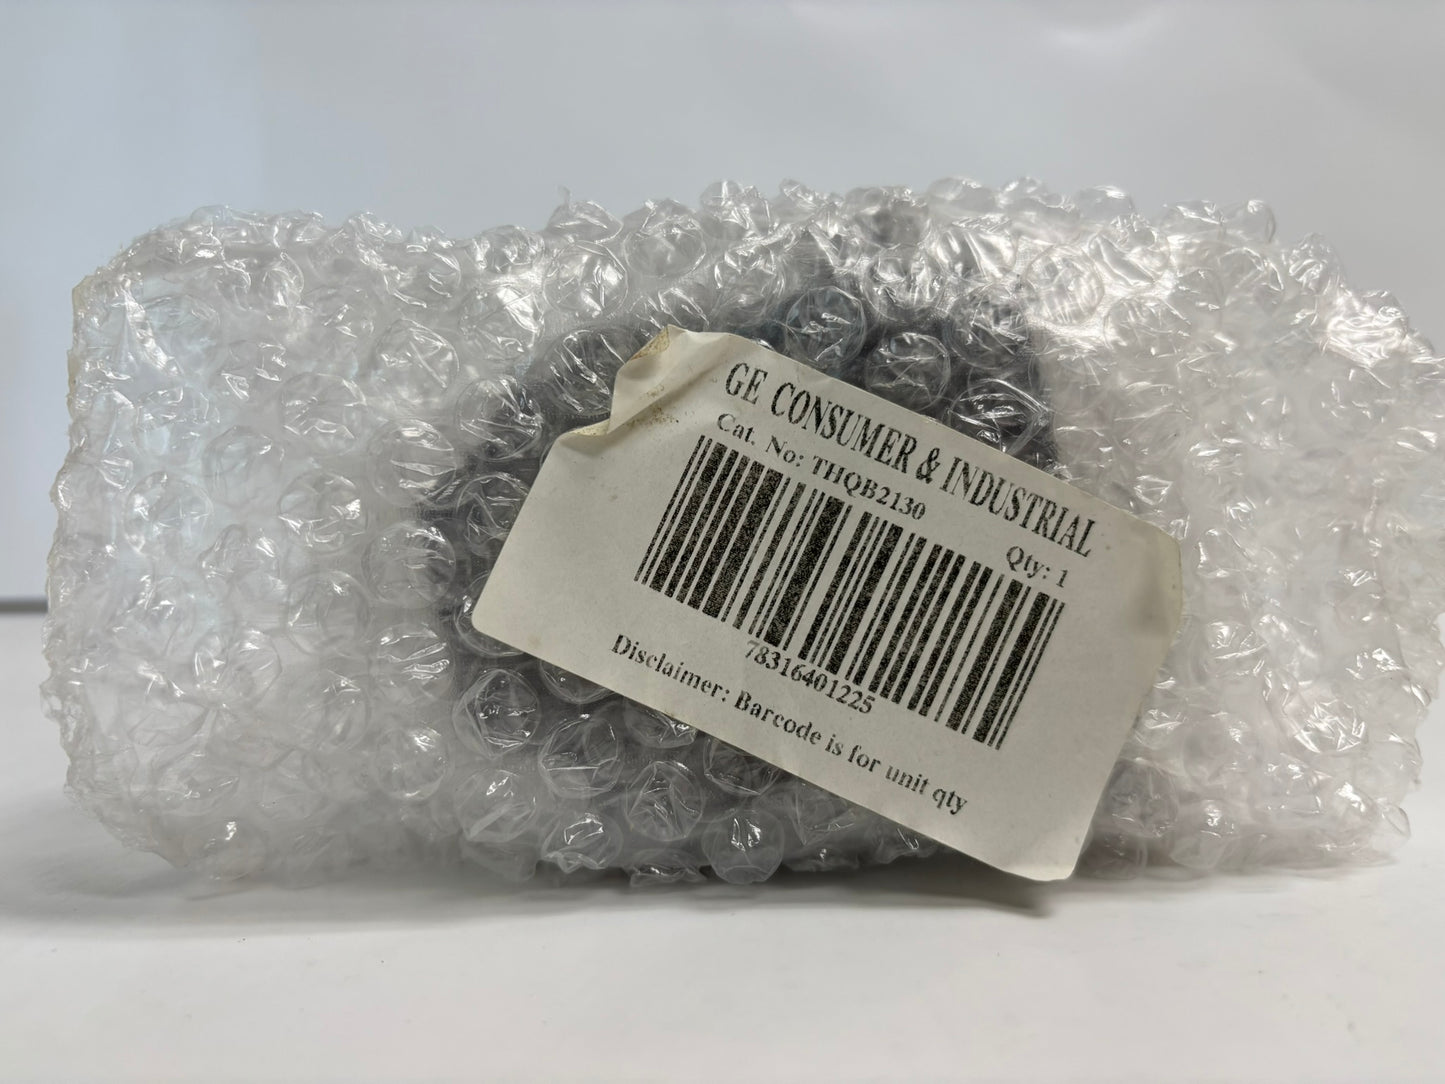 GE CONSUMER & INDUSTRIAL
Cat. No: THQB2130
Qty: 1
78316401225
Disclaimer: Barcode is for unit qty